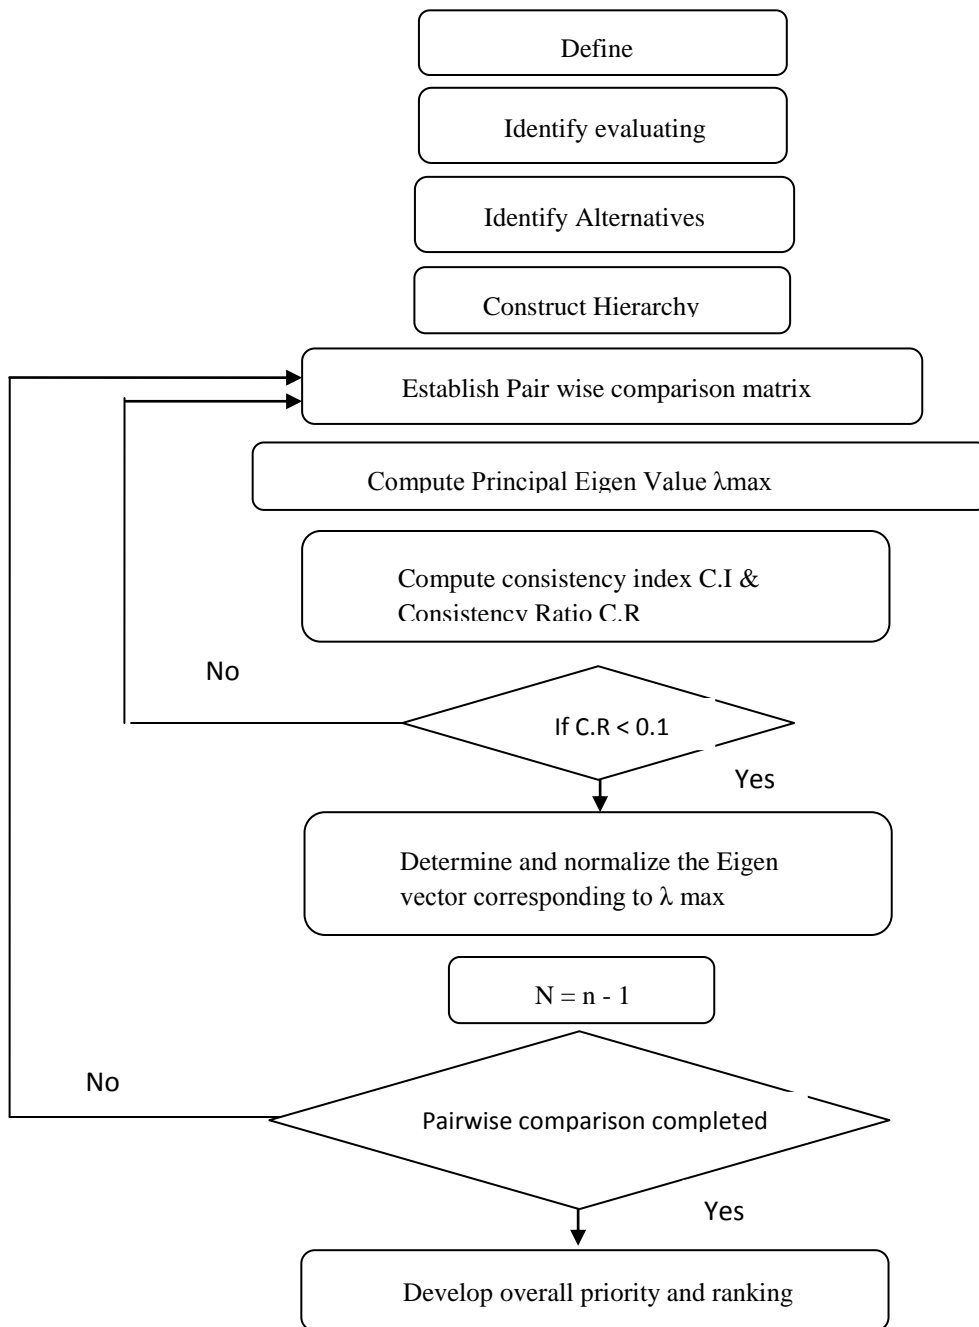 Define
Identify evaluating
Identify Alternatives
Construct Hierarchy
Establish Pair wise comparison matrix
Compute Principal Eigen Value λmax
Compute consistency index C.I &
Consistency Ratio C.R
No
If C.R < 0.1
Yes
Determine and normalize the Eigen
vector corresponding to λ max
N = n - 1
No
Pairwise comparison completed
Yes
Develop overall priority and ranking